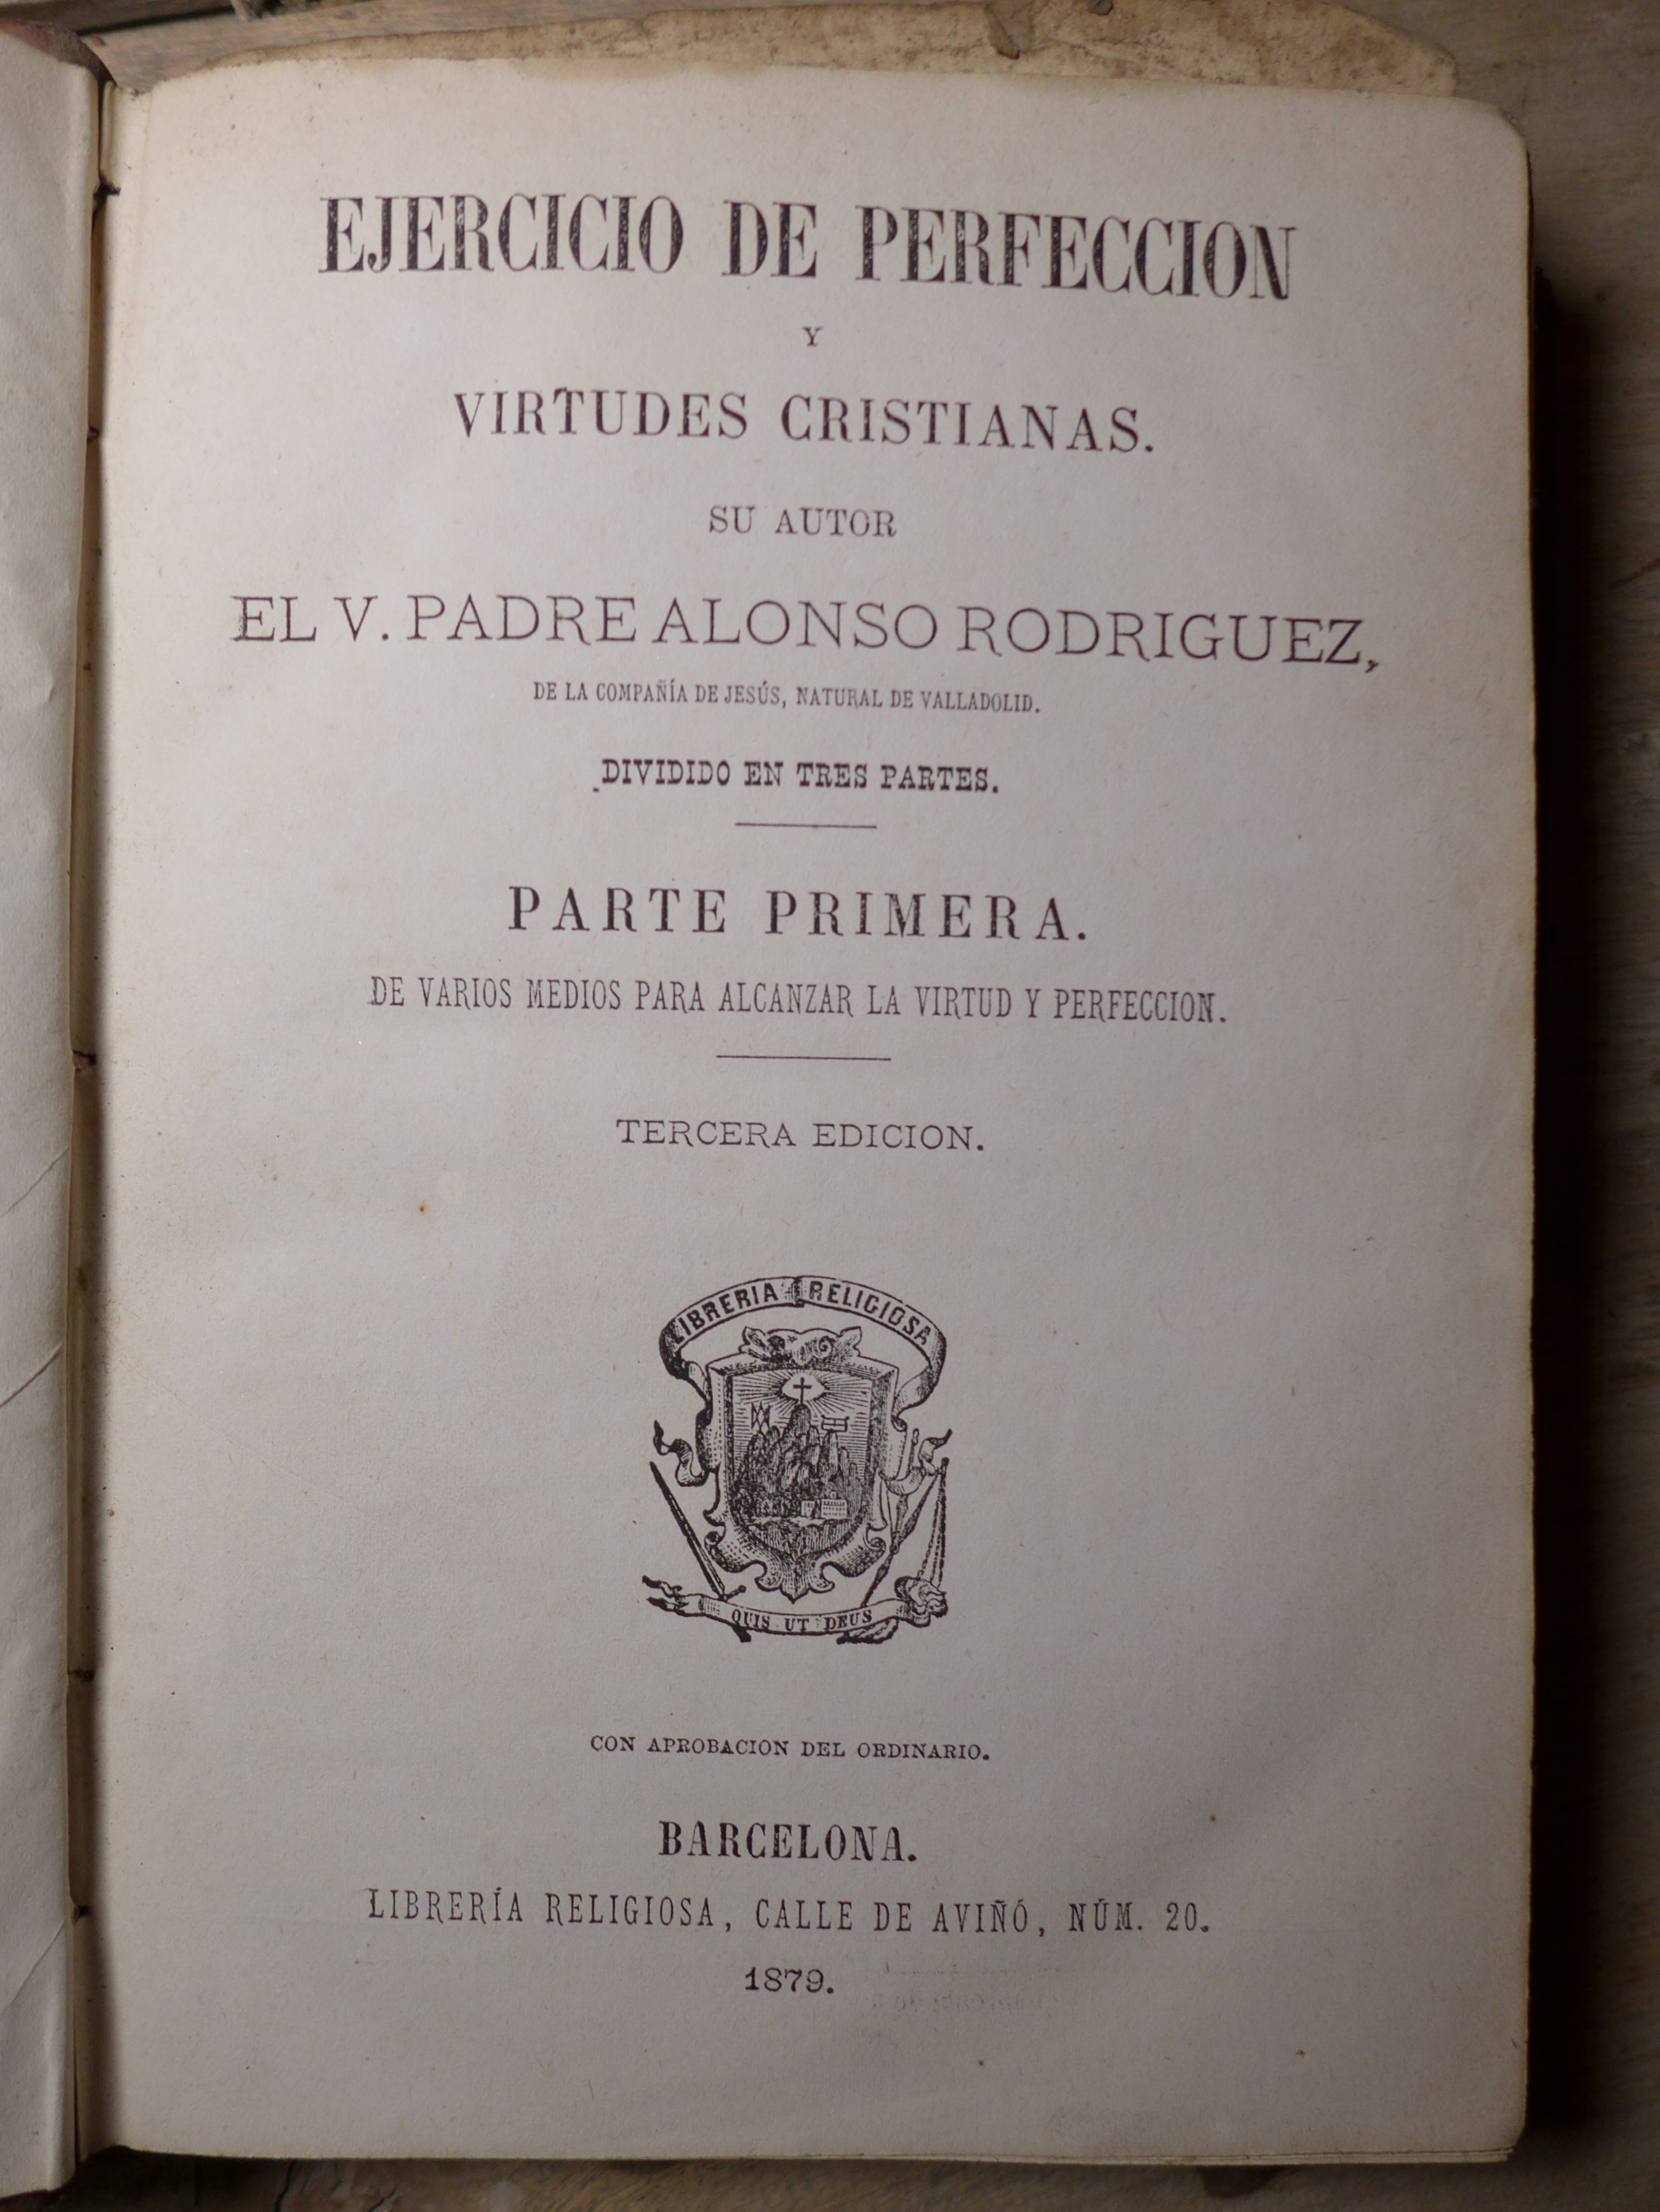 EJERCICIO DE PERFECCION
Y
VIRTUDES CRISTIANAS.
SU AUTOR
EL V. PADRE ALONSO RODRIGUEZ,
DE LA COMPAÑÍA DE JESÚS, NATURAL DE VALLADOLID.
DIVIDIDO EN TRES PARTES.
PARTE PRIMERA.
DE VARIOS MEDIOS PARA ALCANZAR LA VIRTUD Y PERFECCION.
TERCERA EDICION.
LIBRERIA RELIGIOSA
QUIS UT DEUS
CON APROBACION DEL ORDINARIO.
BARCELONA.
LIBRERÍA RELIGIOSA, CALLE DE AVIÑÓ, NÚM. 20.
1879.